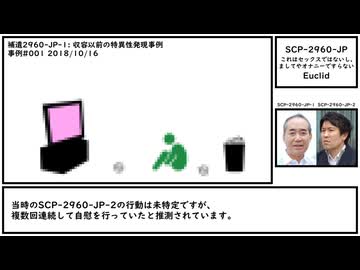 補遺2960-JP-1: 収容以前の特異性発現事例
事例#001 2018/10/16
SCP-2960-JP
これはセックスではないし、
ましてやオナニーですらない
Euclid
SCP-2960-JP-1 SCP-2960-JP-2
当時のSCP-2960-JP-2の行動は未特定ですが、
複数回連続して自慰を行っていたと推測されています。